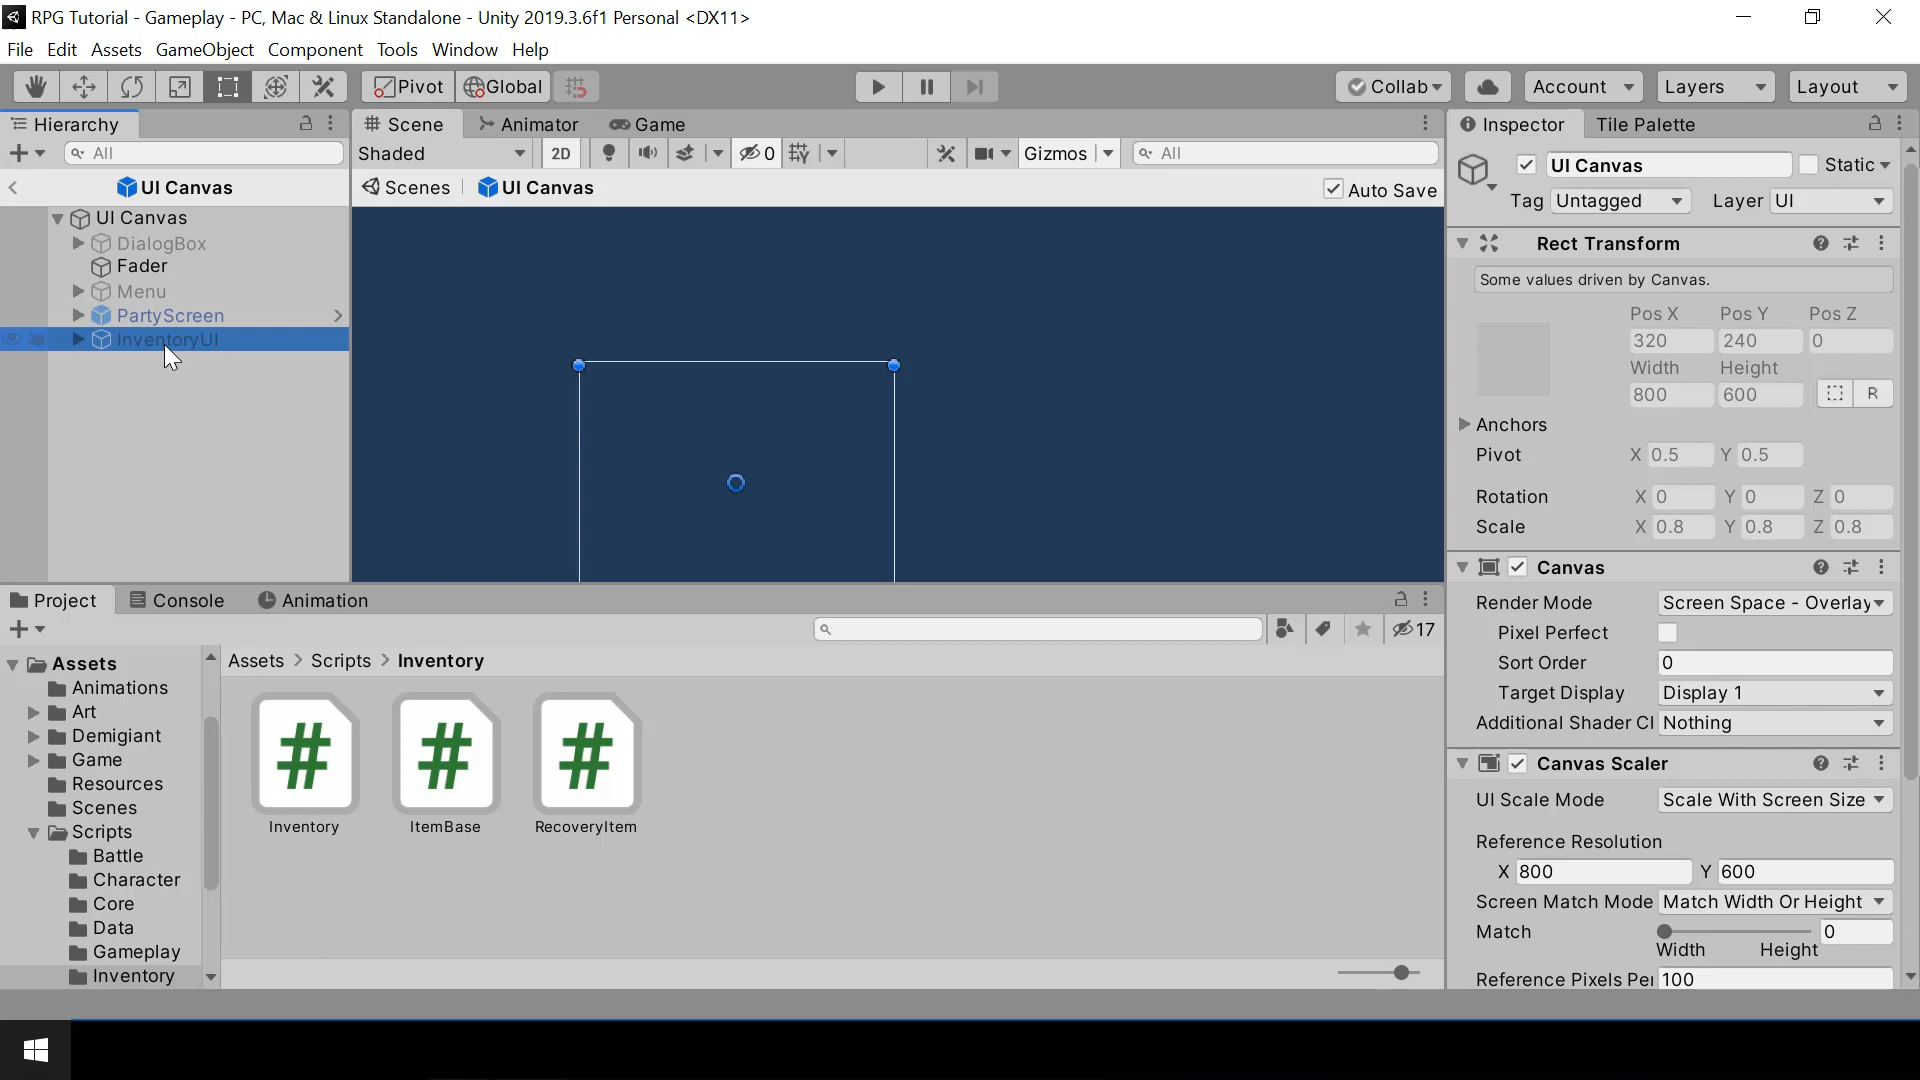 RPG Tutorial - Gameplay - PC, Mac & Linux Standalone - Unity 2019.3.6f1 Personal <DX11>
File Edit Assets GameObject Component Tools Window Help
Pivot Global Collab Account Layers Layout
Hierarchy Scene Animator Game Inspector Tile Palette
All Shaded 2D 0 Gizmos All UI Canvas Static
UI Canvas Scenes UI Canvas Auto Save
Tag Untagged Layer UI
UI Canvas
DialogBox
Fader
Menu
PartyScreen
InventoryUI
Rect Transform
Some values driven by Canvas.
Pos X Pos Y Pos Z
320 240 0
Width Height
800 600 R
Anchors
Pivot X 0.5 Y 0.5
Rotation X 0 Y 0 Z 0
Scale X 0.8 Y 0.8 Z 0.8
Canvas
Render Mode Screen Space - Overlay
Pixel Perfect
Sort Order 0
Target Display Display 1
Additional Shader Cl Nothing
Canvas Scaler
UI Scale Mode Scale With Screen Size
Reference Resolution
X 800 Y 600
Screen Match Mode Match Width Or Height
Match 0
Width Height
Reference Pixels Per 100
Project Console Animation
17
Assets Assets > Scripts > Inventory
Animations
Art
Demigiant
Game
Resources
Scenes
Scripts
Battle
Character
Core
Data
Gameplay
Inventory
# # #
Inventory ItemBase RecoveryItem